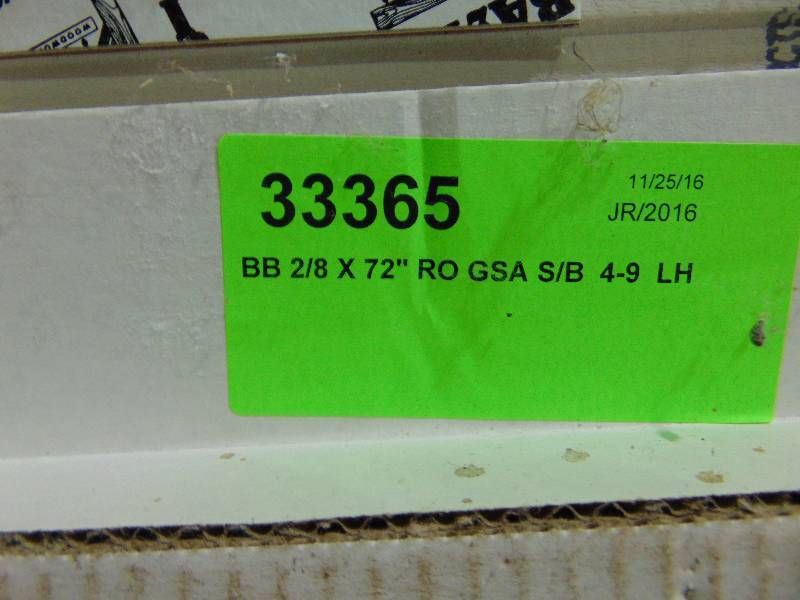 33365
11/25/16
JR/2016
BB 2/8 X 72" RO GSA S/B 4-9 LH